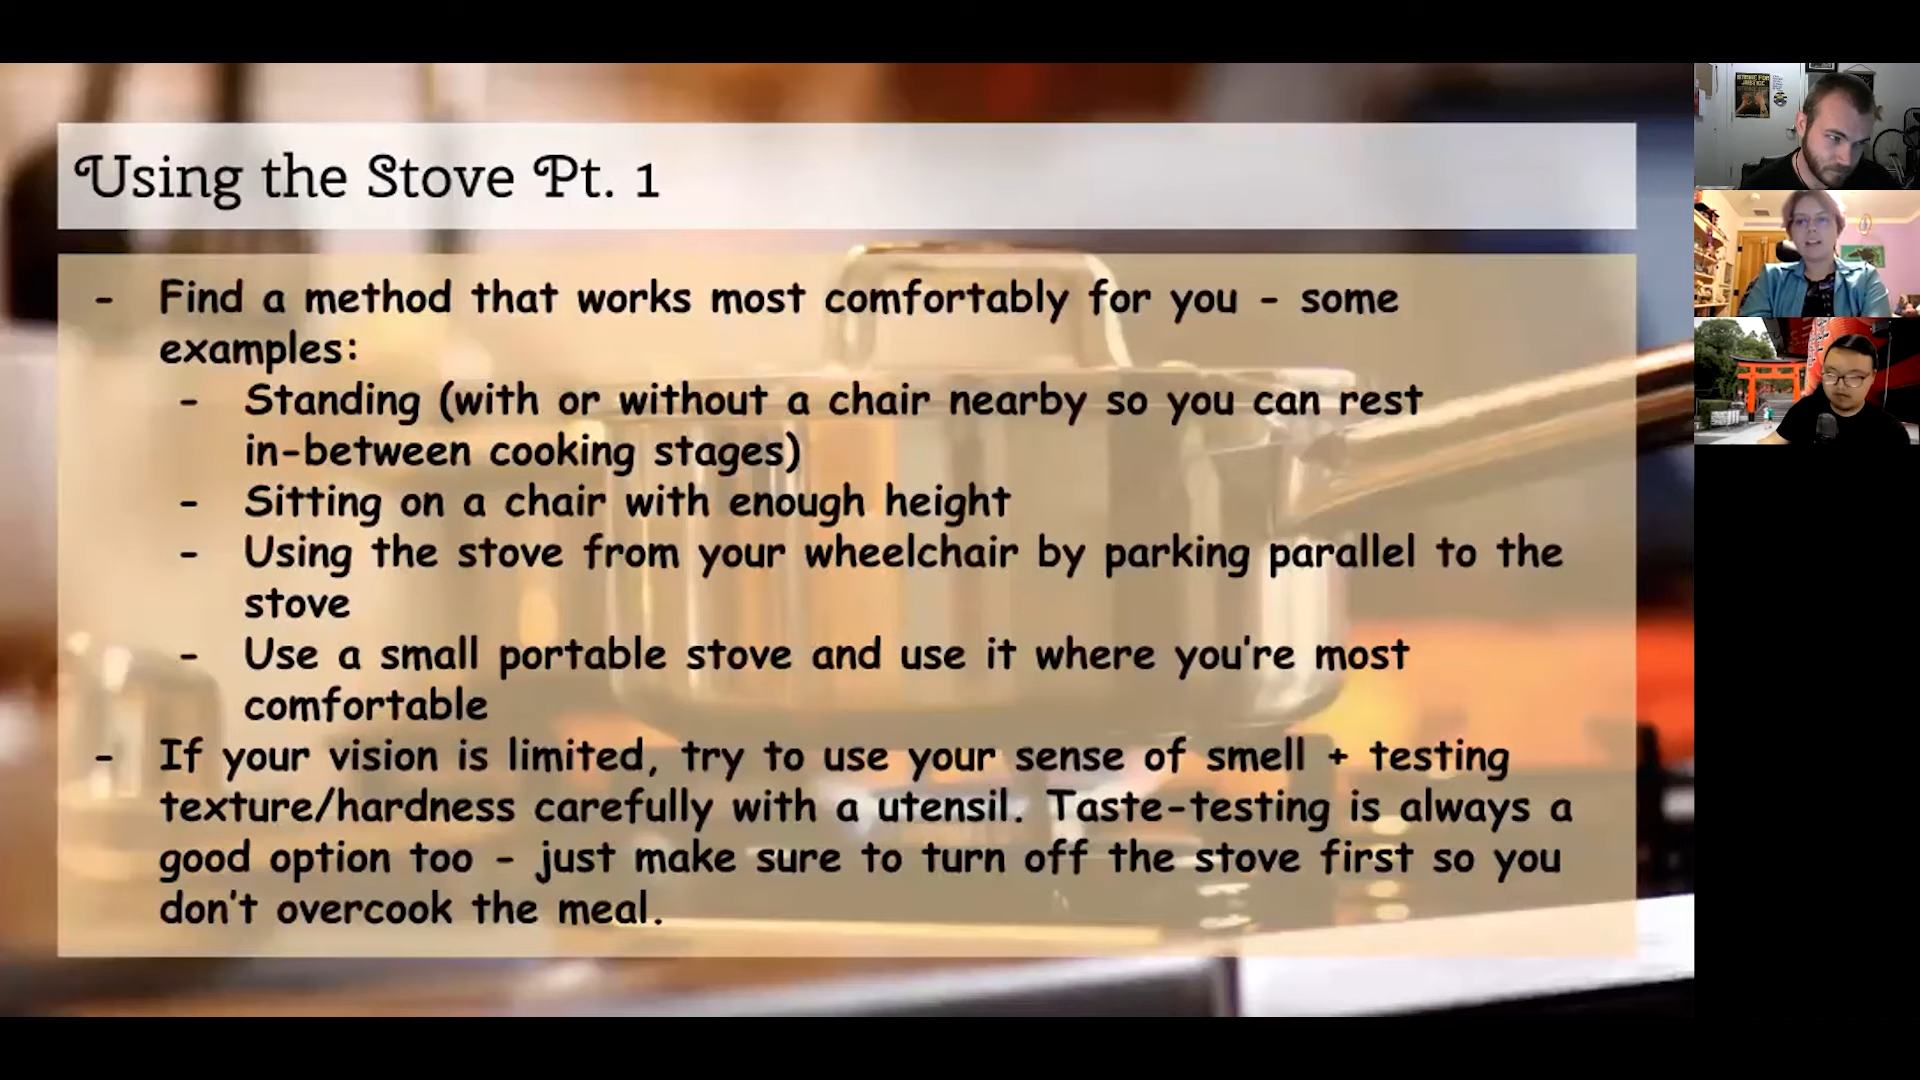 Using the Stove Pt. 1
- Find a method that works most comfortably for you - some
examples:
- Standing (with or without a chair nearby so you can rest
in-between cooking stages)
- Sitting on a chair with enough height
- Using the stove from your wheelchair by parking parallel to the
stove
- Use a small portable stove and use it where you're most
comfortable
- If your vision is limited, try to use your sense of smell + testing
texture/hardness carefully with a utensil. Taste-testing is always a
good option too - just make sure to turn off the stove first so you
don't overcook the meal.